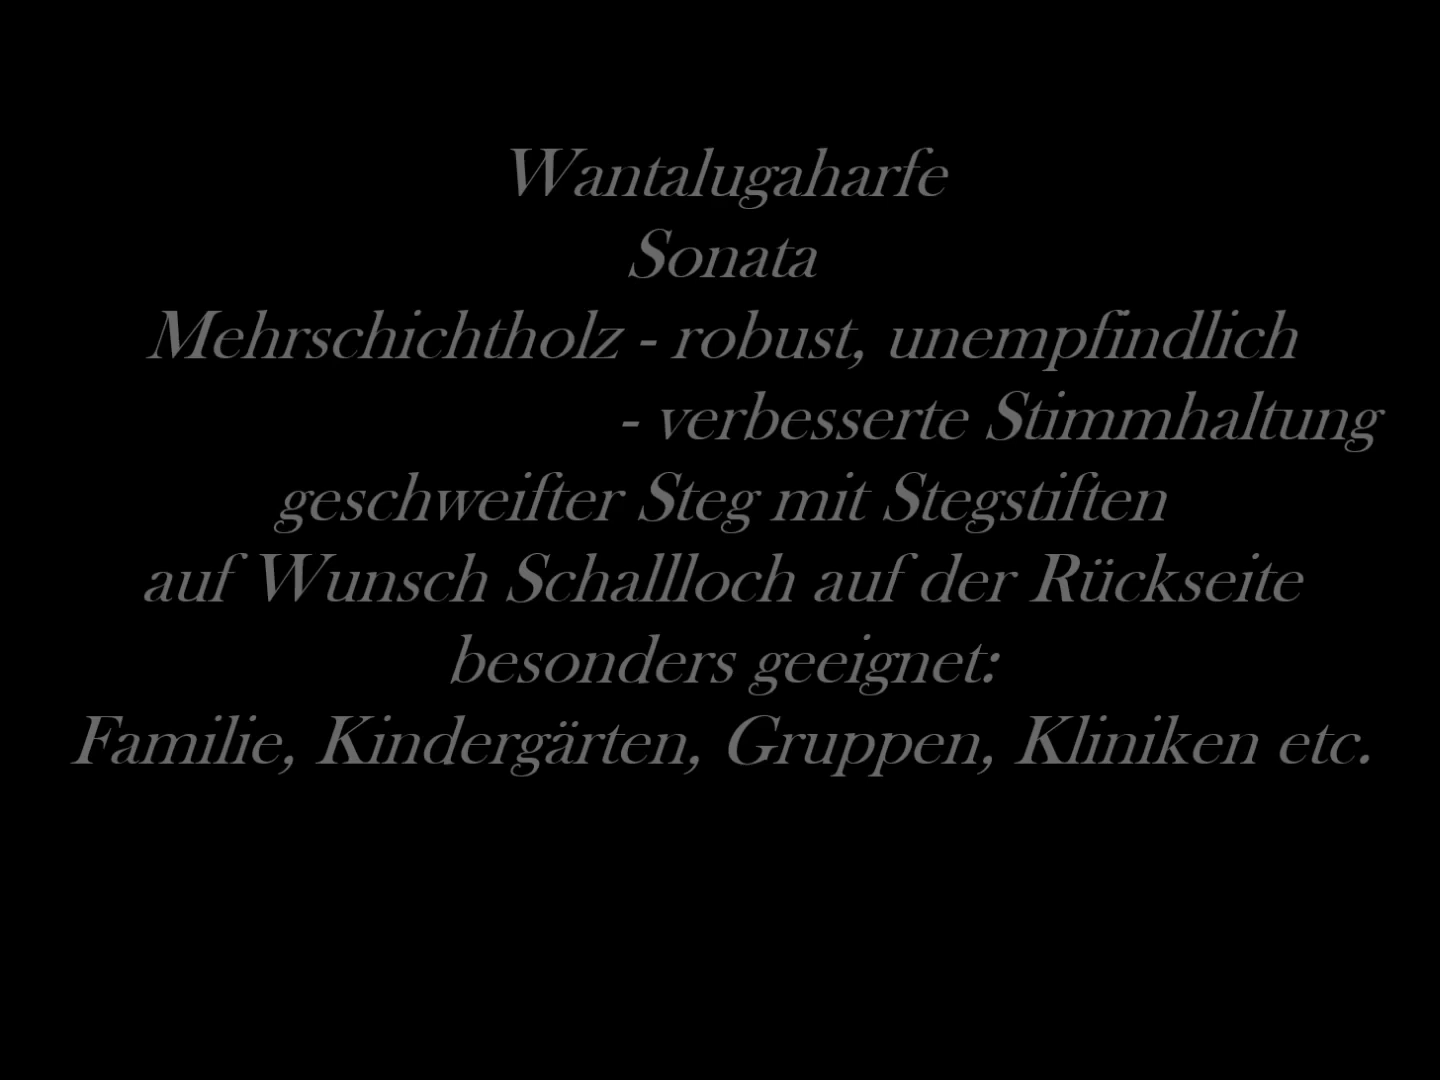 Wantalugaharfe
Sonata
Mehrschichtholz - robust, unempfindlich
- verbesserte Stimmhaltung
geschweifter Steg mit Stegstiften
auf Wunsch Schallloch auf der Rückseite
besonders geeignet:
Familie, Kindergärten, Gruppen, Kliniken etc.